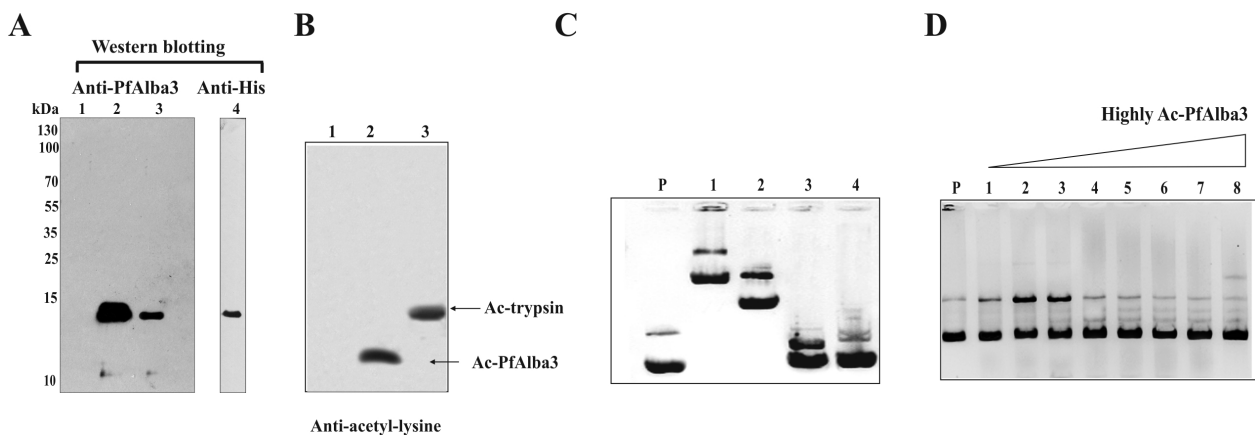 A
Western blotting
Anti-PfAlba3 Anti-His
kDa 1 2 3 4
130
100
70
55
35
25
15
10
B
1 2 3
Ac-trypsin
Ac-PfAlba3
Anti-acetyl-lysine
C
P 1 2 3 4
D
Highly Ac-PfAlba3
P 1 2 3 4 5 6 7 8